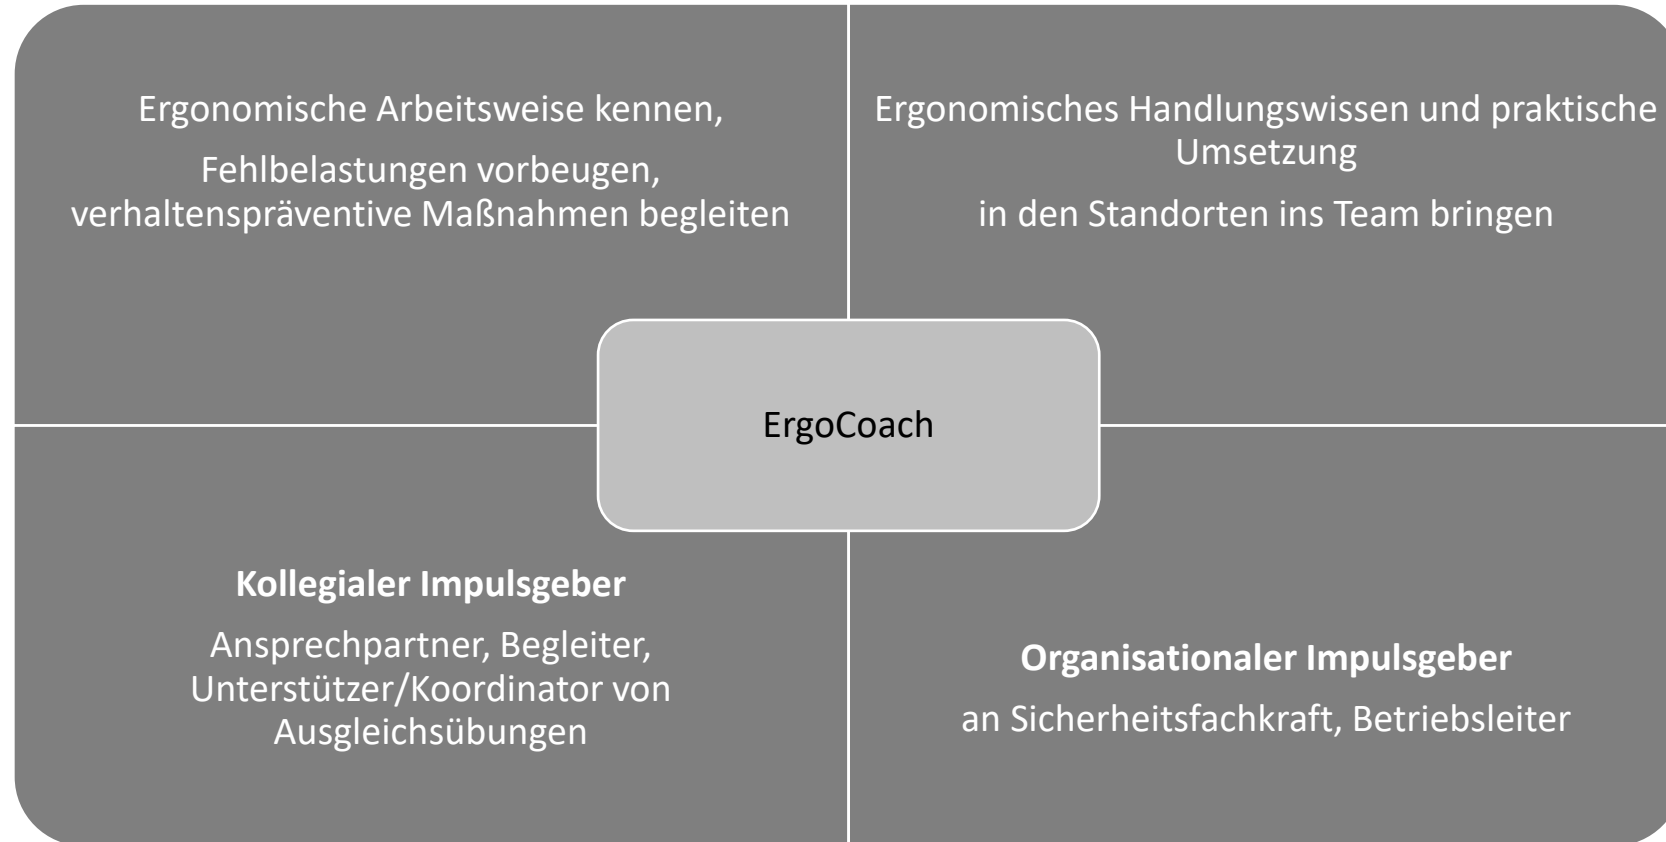 Ergonomische Arbeitsweise kennen,
Fehlbelastungen vorbeugen,
verhaltenspräventive Maßnahmen begleiten
Ergonomisches Handlungswissen und praktische
Umsetzung
in den Standorten ins Team bringen
ErgoCoach
Kollegialer Impulsgeber
Ansprechpartner, Begleiter,
Unterstützer/Koordinator von
Ausgleichsübungen
Organisationaler Impulsgeber
an Sicherheitsfachkraft, Betriebsleiter